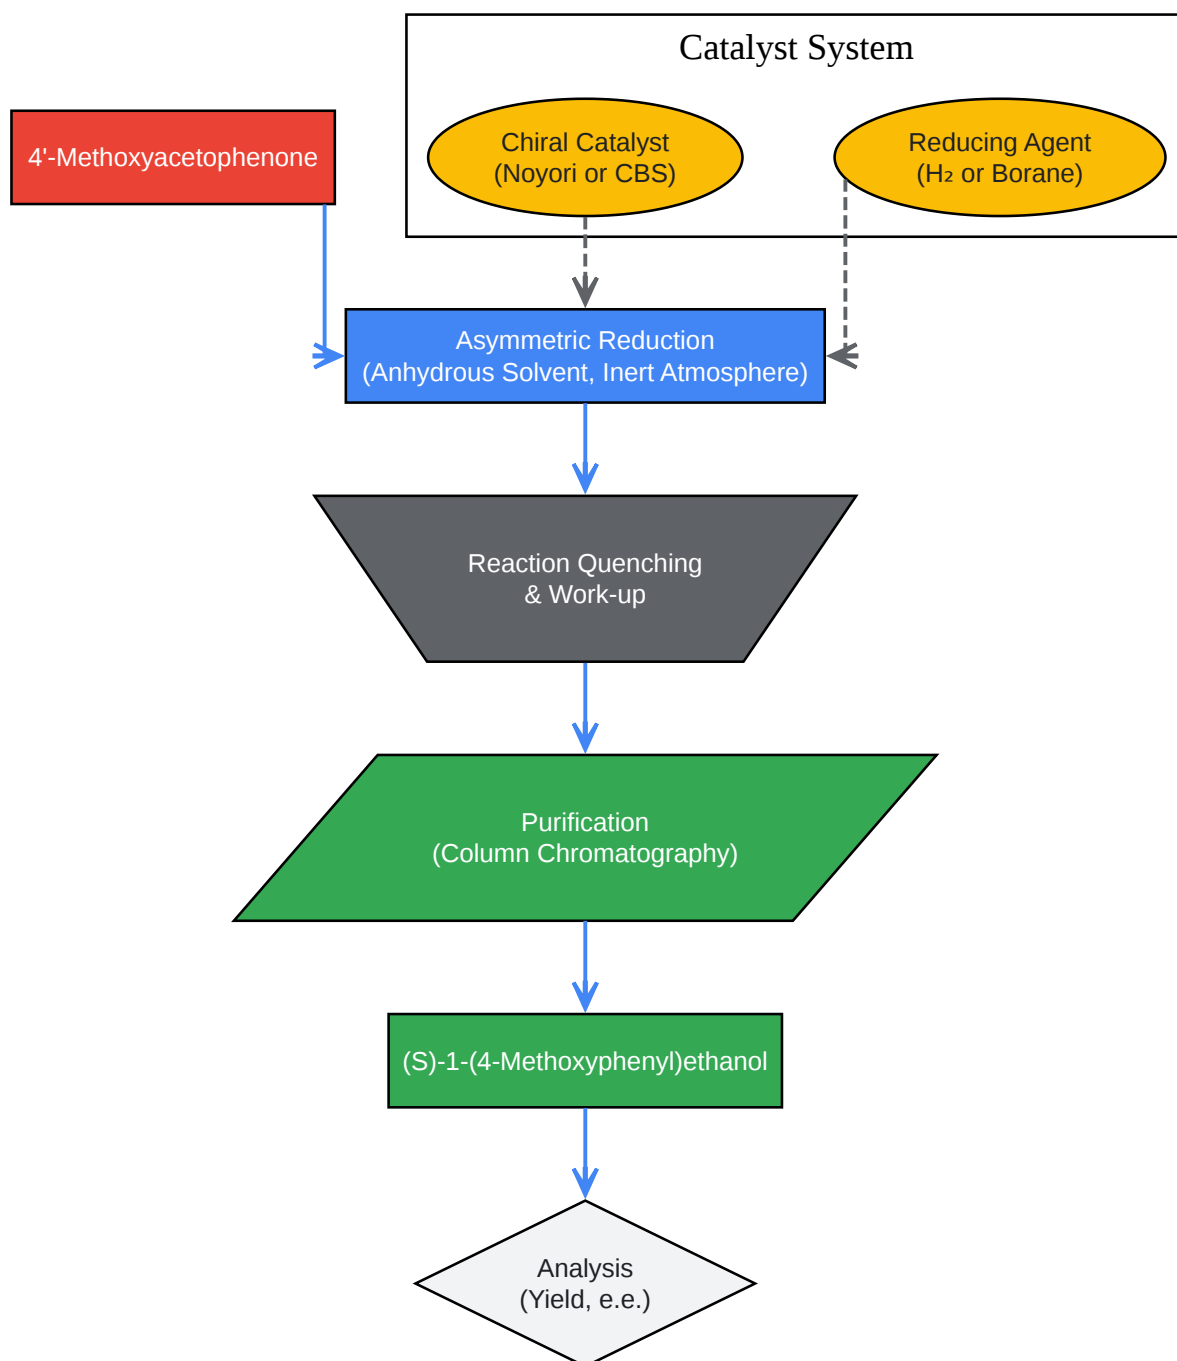 Catalyst System
4'-Methoxyacetophenone
Chiral Catalyst
(Noyori or CBS)
Reducing Agent
(H₂ or Borane)
Asymmetric Reduction
(Anhydrous Solvent, Inert Atmosphere)
Reaction Quenching
& Work-up
Purification
(Column Chromatography)
(S)-1-(4-Methoxyphenyl)ethanol
Analysis
(Yield, e.e.)